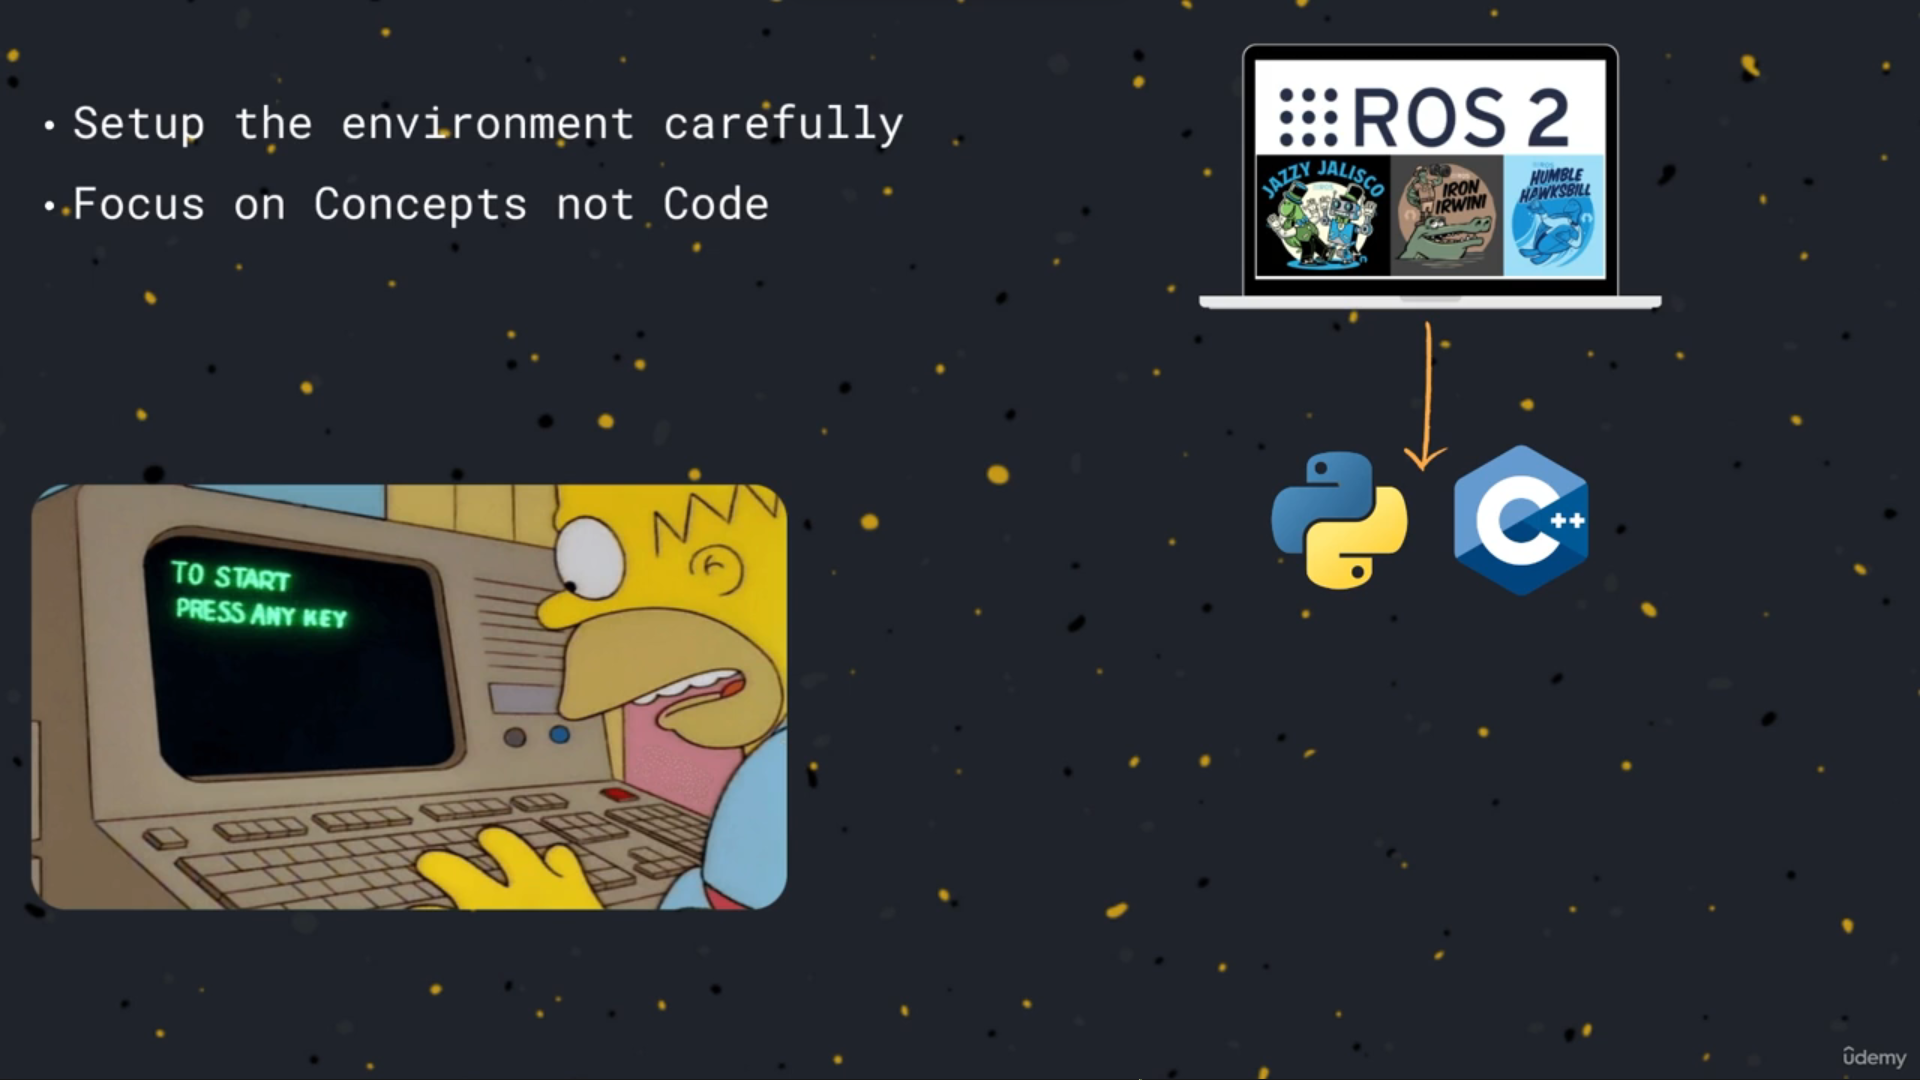 • Setup the environment carefully
• Focus on Concepts not Code
ROS 2
JAZZY JALISCO
IRON
IRWINI
HUMBLE
HAWKSBILL
C++
TO START
PRESS ANY KEY
ûdemy